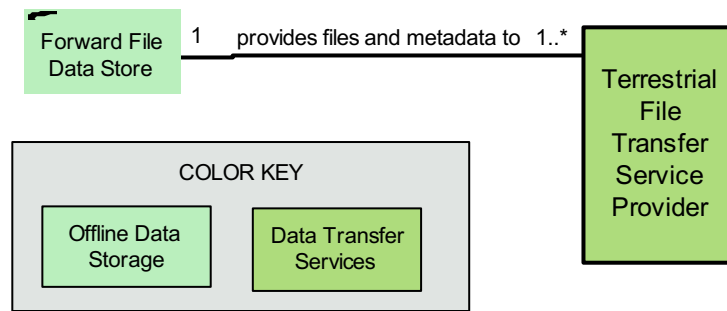 Forward File
Data Store
1 provides files and metadata to 1..*
Terrestrial
File
Transfer
Service
Provider
COLOR KEY
Offline Data
Storage
Data Transfer
Services